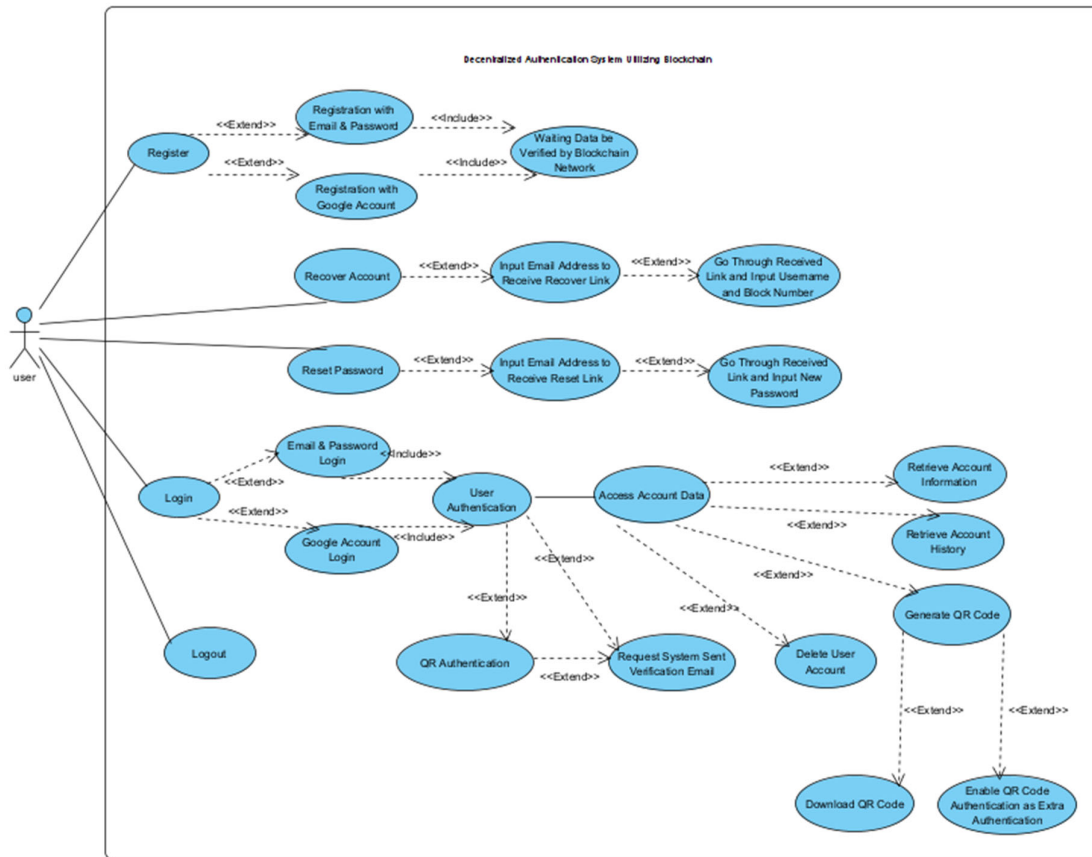 Decentralized Authentication System Utilizing Blockchain
Registration with
Email & Password
<<Extend>>
<<Include>>
Register
Waiting Data be
Verified by Blockchain
Network
<<Extend>>
<<Include>>
Registration with
Google Account
Recover Account
<<Extend>>
Input Email Address to
Receive Recover Link
<<Extend>>
Go Through Received
Link and Input Username
and Block Number
user
Reset Password
<<Extend>>
Input Email Address to
Receive Reset Link
<<Extend>>
Go Through Received
Link and Input New
Password
Email & Password
Login
<<Include>>
<<Extend>>
Login
<<Extend>>
Google Account
Login
<<Include>>
User
Authentication
Access Account Data
<<Extend>>
Retrieve Account
Information
<<Extend>>
Retrieve Account
History
<<Extend>>
<<Extend>>
<<Extend>>
<<Extend>>
Generate QR Code
Logout
QR Authentication
<<Extend>>
Request System Sent
Verification Email
Delete User
Account
<<Extend>>
<<Extend>>
Download QR Code
Enable QR Code
Authentication as Extra
Authentication